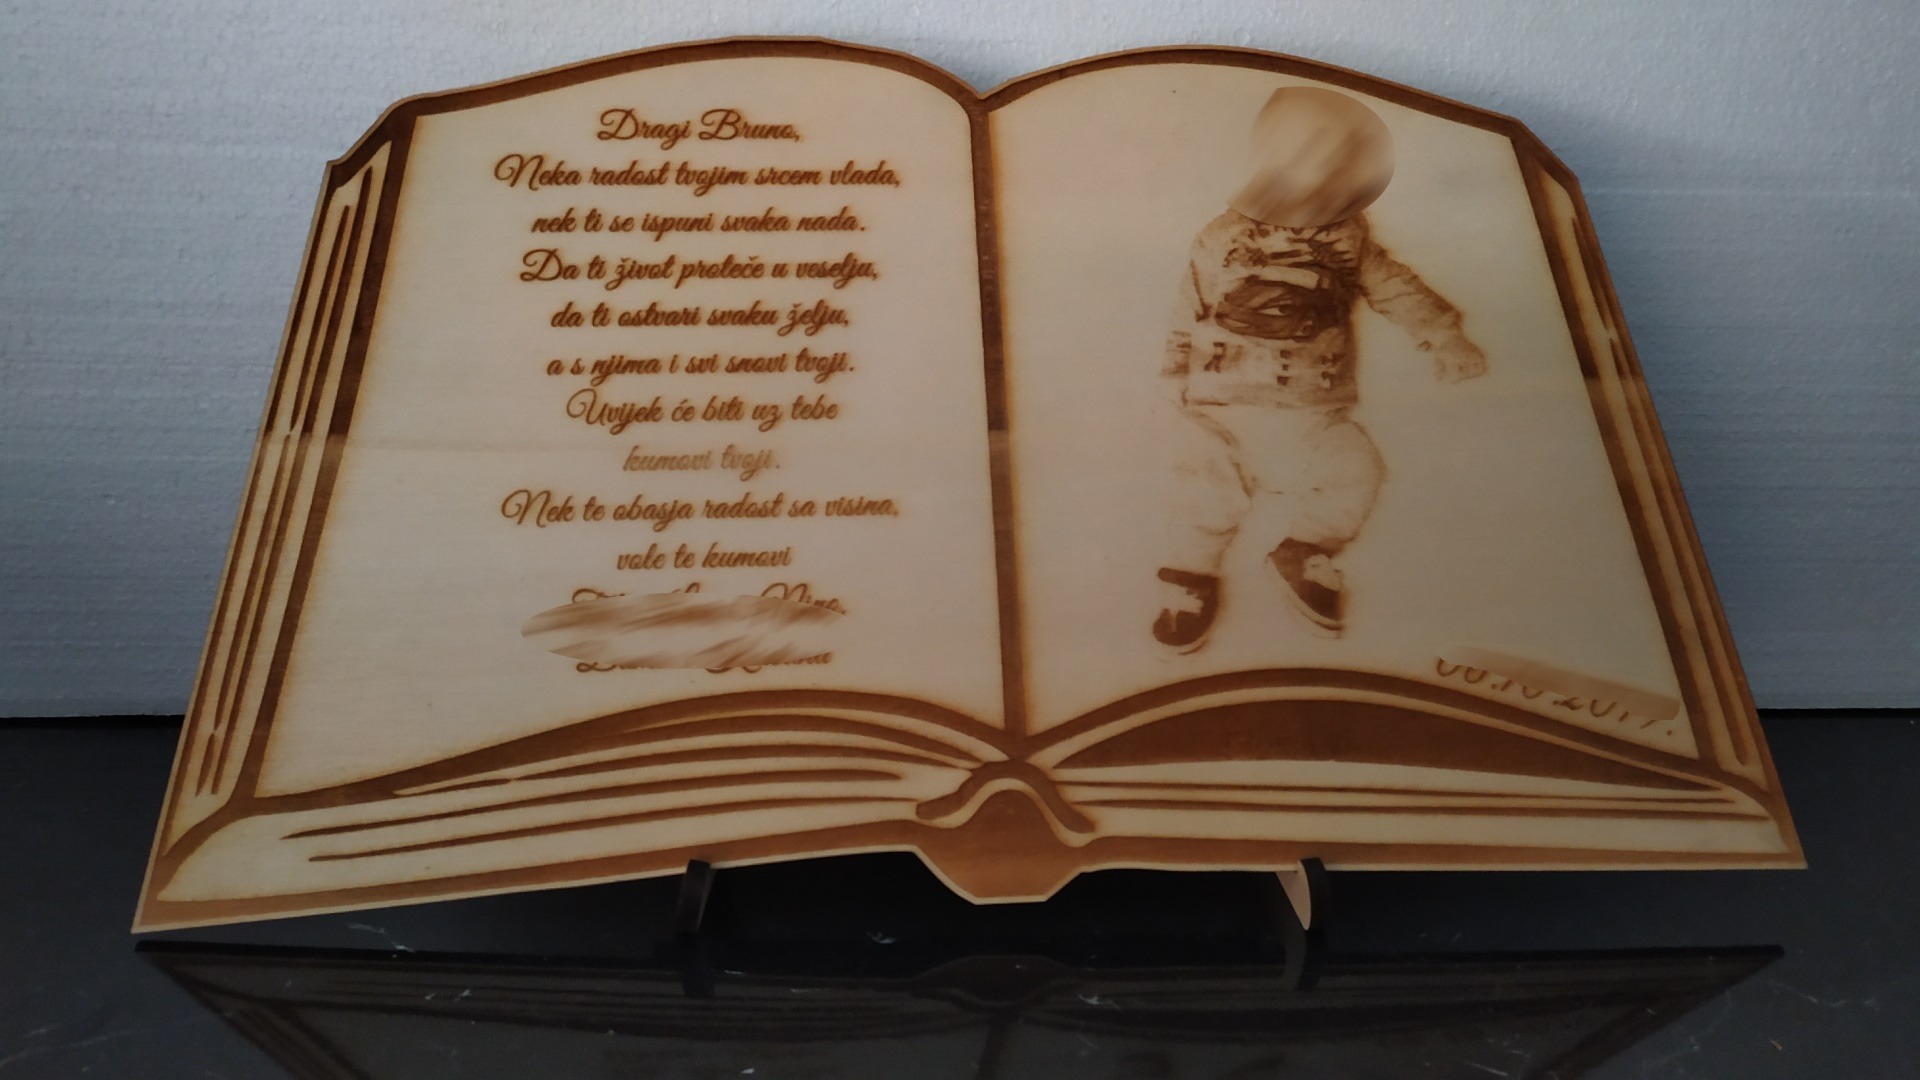 Dragi Bruno,
Neka radost tvojim srcem vlada,
nek ti se ispuni svaka nada.
Da ti život proteče u veselju,
da ti ostvari svaku želju,
a s njima i svi snovi tvoji.
Uvijek će biti uz tebe
kumovi tvoji.
Nek te obasja radost sa visina,
vole te kumovi